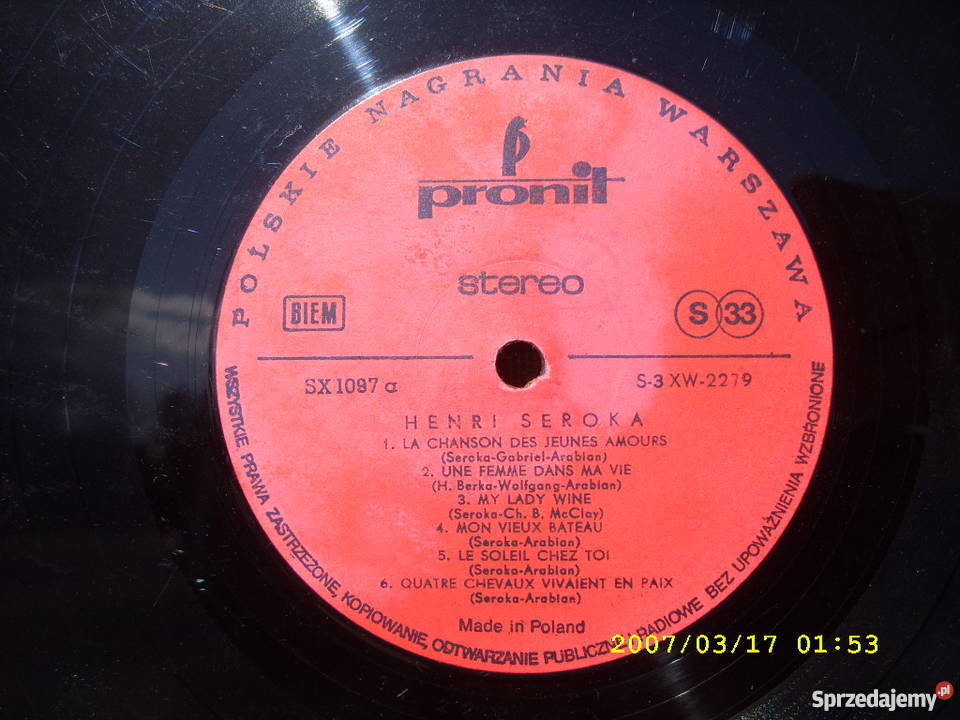 POLSKIE NAGRANIA WARSZAWA
pronit
stereo
BIEM
S 33
SX 1087 a
S-3 XW-2279
HENRI SEROKA
1. LA CHANSON DES JEUNES AMOURS
(Seroka-Gabriel-Arabian)
2. UNE FEMME DANS MA VIE
(H. Berka-Wolfgang-Arabian)
3. MY LADY WINE
(Seroka-Ch. B. McClay)
4. MON VIEUX BATEAU
(Seroka-Arabian)
5. LE SOLEIL CHEZ TOI
(Seroka-Arabian)
6. QUATRE CHEVAUX VIVAIENT EN PAIX
(Seroka-Arabian)
Made in Poland
WSZYSTKIE PRAWA ZASTRZEŻONE, KOPIOWANIE, ODTWARZANIE PUBLICZNE RADIOWE BEZ UPOWAŻNIENIA WZBRONIONE
2007/03/17 01:53
Sprzedajemy.pl